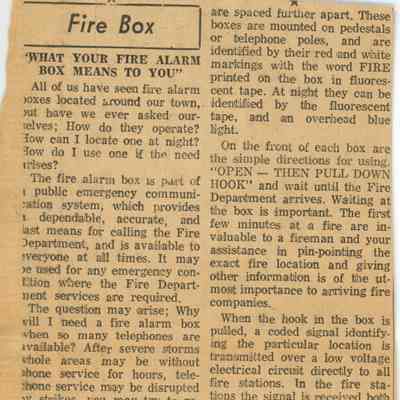 Fire Box
"WHAT YOUR FIRE ALARM
BOX MEANS TO YOU"
All of us have seen fire alarm
boxes located around our town,
but have we ever asked our-
selves; How do they operate?
How can I locate one at night?
How do I use one if the need
arises?
The fire alarm box is part of
a public emergency communi-
cation system, which provides
a dependable, accurate, and
fast means for calling the Fire
Department, and is available to
everyone at all times. It may
be used for any emergency con-
dition where the Fire Depart-
ment services are required.
The question may arise; Why
will I need a fire alarm box
when so many telephones are
available? After severe storms
whole areas may be without
phone service for hours, tele-
phone service may be disrupted
by strikes,
are spaced further apart. These
boxes are mounted on pedestals
or telephone poles, and are
identified by their red and white
markings with the word FIRE
printed on the box in fluores-
cent tape. At night they can be
identified by the fluorescent
tape, and an overhead blue
light.
On the front of each box are
the simple directions for using.
"OPEN — THEN PULL DOWN
HOOK" and wait until the Fire
Department arrives. Waiting at
the box is important. The first
few minutes at a fire are in-
valuable to a fireman and your
assistance in pin-pointing the
exact fire location and giving
other information is of the ut-
most importance to arriving fire
companies.
When the hook in the box is
pulled, a coded signal identify-
ing the particular location is
transmitted over a low voltage
electrical circuit directly to all
fire stations. In the fire sta-
tions the signal is received both